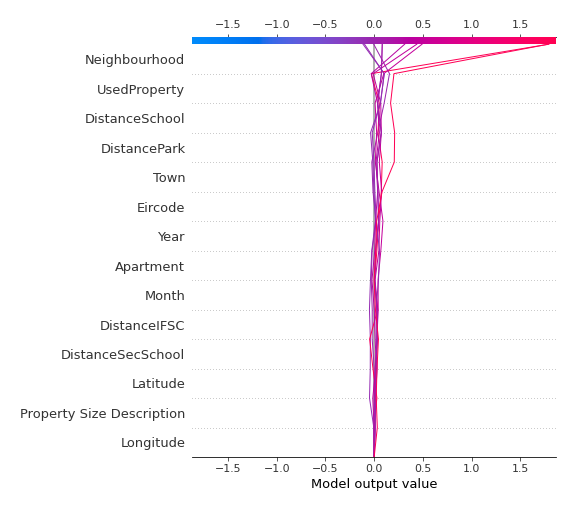 −1.5 −1.0 −0.5 0.0 0.5 1.0 1.5
Neighbourhood
UsedProperty
DistanceSchool
DistancePark
Town
Eircode
Year
Apartment
Month
DistanceIFSC
DistanceSecSchool
Latitude
Property Size Description
Longitude
−1.5 −1.0 −0.5 0.0 0.5 1.0 1.5
Model output value